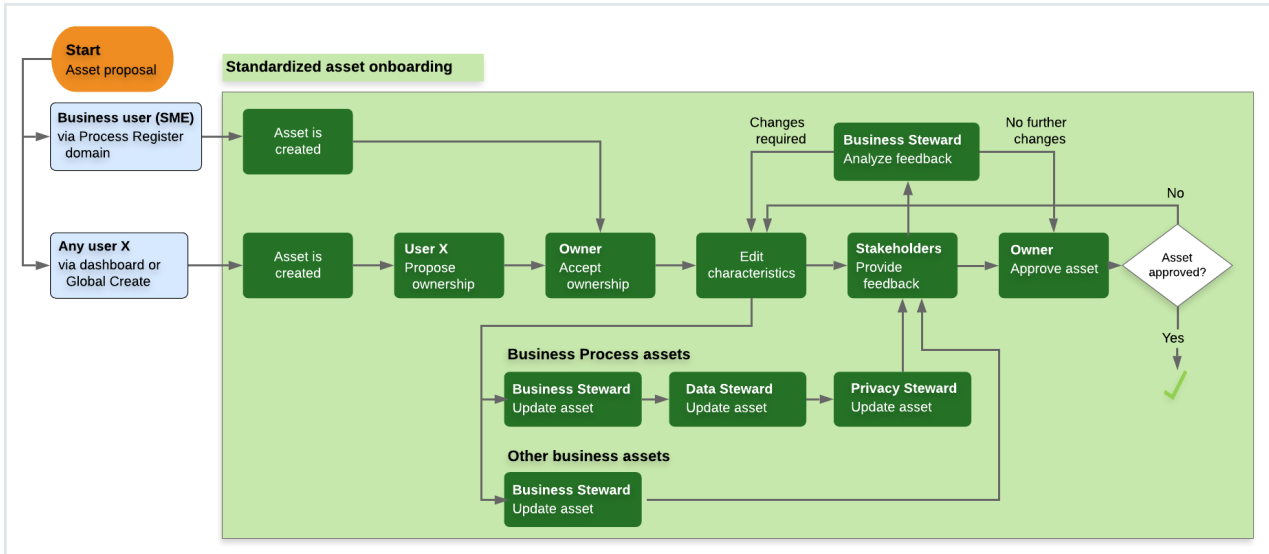 Start
Asset proposal
Standardized asset onboarding
Business user (SME)
via Process Register
domain
Asset is
created
Changes
required
Business Steward
Analyze feedback
No further
changes
No
Any user X
via dashboard or
Global Create
Asset is
created
User X
Propose
ownership
Owner
Accept
ownership
Edit
characteristics
Stakeholders
Provide
feedback
Owner
Approve asset
Asset
approved?
Yes
Business Process assets
Business Steward
Update asset
Data Steward
Update asset
Privacy Steward
Update asset
Other business assets
Business Steward
Update asset